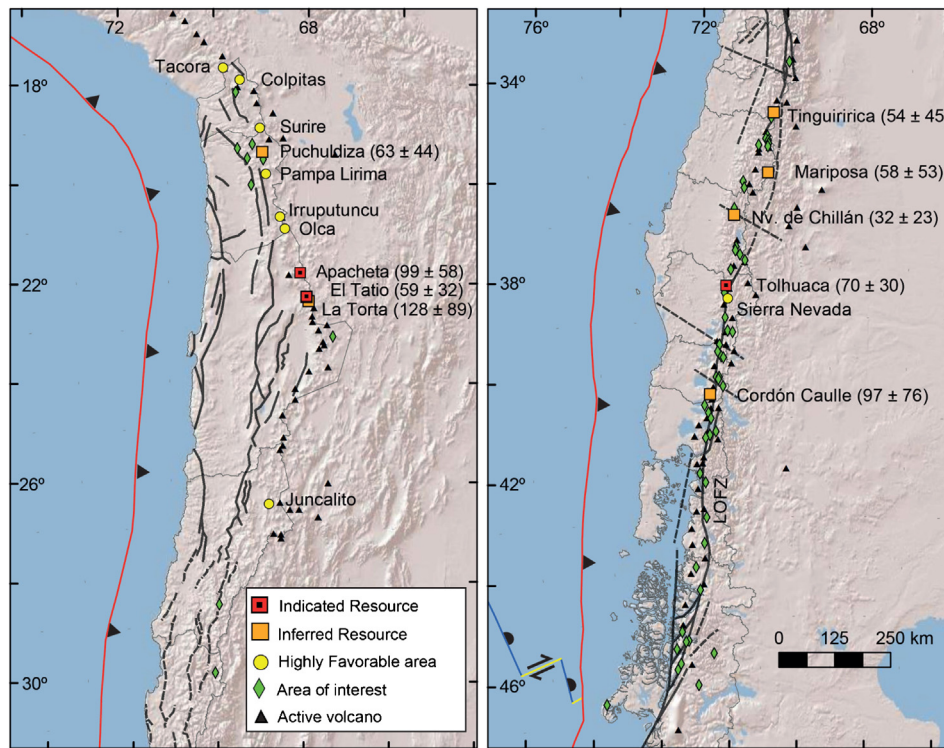 72
68
18º
22º
26º
30º
Tacora
Colpitas
Surire
Puchuldiza (63 ± 44)
Pampa Lirima
Irruputuncu
Olca
Apacheta (99 ± 58)
El Tatio (59 ± 32)
La Torta (128 ± 89)
Juncalito
Indicated Resource
Inferred Resource
Highly Favorable area
Area of interest
Active volcano
76º
72
68º
34º
38º
42º
46º
Tinguiririca (54 ± 45
Mariposa (58 ± 53)
Nv. de Chillán (32 ± 23)
Tolhuaca (70 ± 30)
Sierra Nevada
Cordón Caulle (97 ± 76)
LOFZ
0 125 250 km